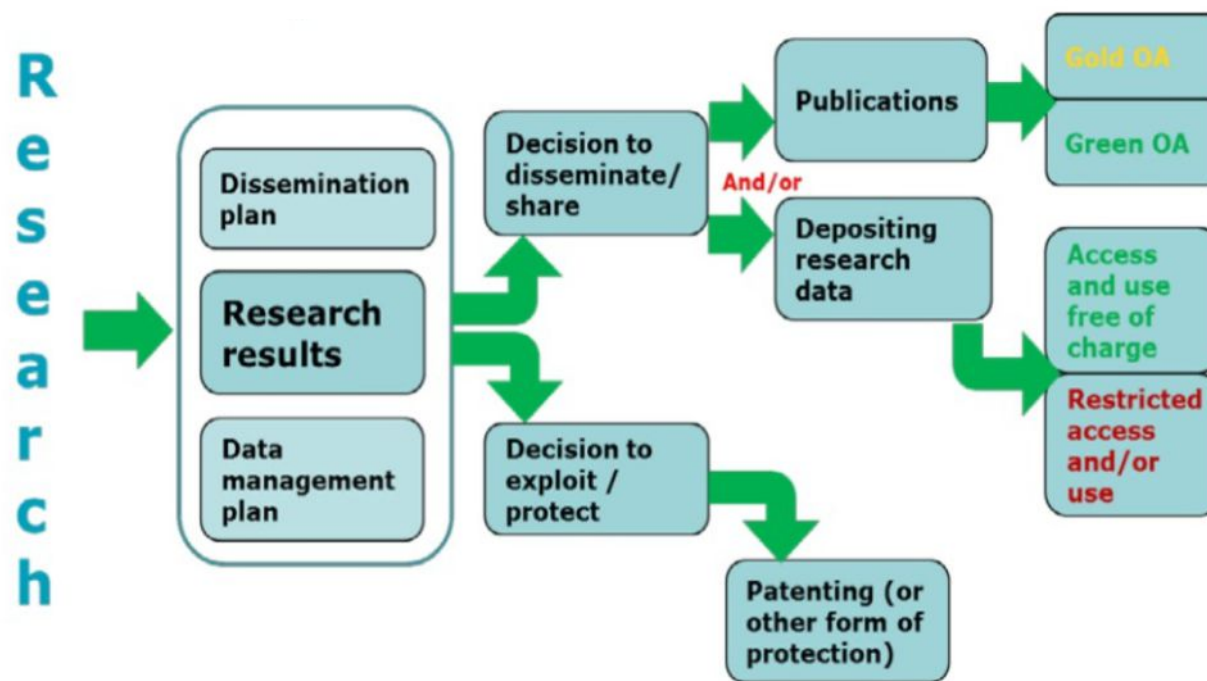 Research
Dissemination
plan
Research
results
Data
management
plan
Decision to
disseminate/
share
Decision to
exploit /
protect
And/or
Publications
Depositing
research
data
Patenting (or
other form of
protection)
Gold OA
Green OA
Access
and use
free of
charge
Restricted
access
and/or
use